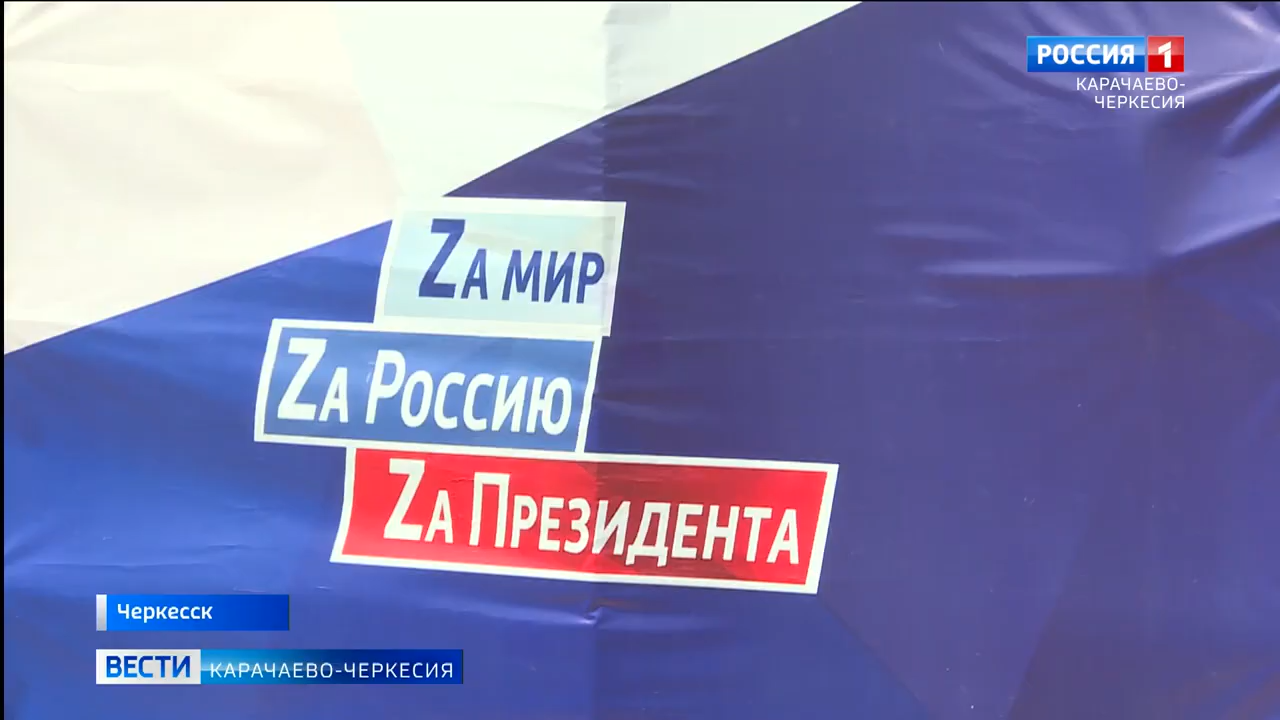 РОССИЯ 1
КАРАЧАЕВО-
ЧЕРКЕСИЯ
Zа мир
Zа Россию
Zа Президента
Черкесск
ВЕСТИ КАРАЧАЕВО-ЧЕРКЕСИЯ